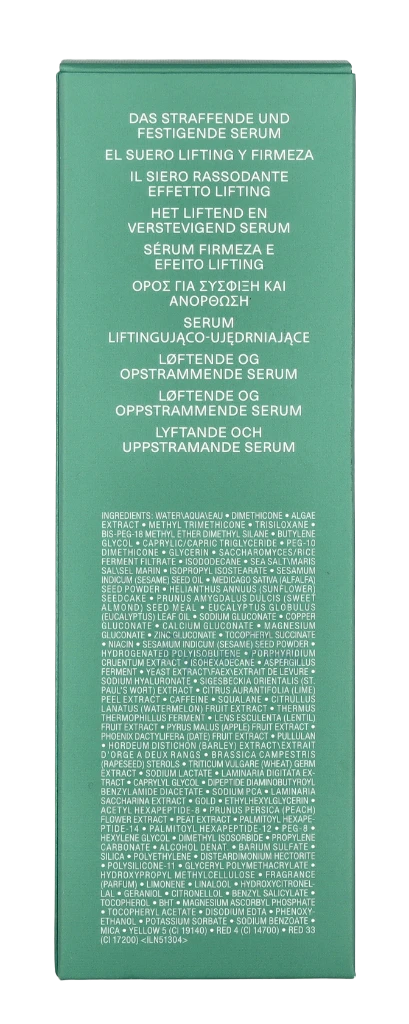 DAS STRAFFENDE UND
FESTIGENDE SERUM
EL SUERO LIFTING Y FIRMEZA
IL SIERO RASSODANTE
EFFETTO LIFTING
HET LIFTEND EN
VERSTEVIGEND SERUM
SÉRUM FIRMEZA E
EFEITO LIFTING
ΟΡΟΣ ΓΙΑ ΣΥΣΦΙΞΗ ΚΑΙ
ΑΝΟΡΘΩΣΗ
SERUM
LIFTINGUJĄCO-UJĘDRNIAJĄCE
LØFTENDE OG
OPSTRAMMENDE SERUM
LØFTENDE OG
OPPSTRAMMENDE SERUM
LYFTANDE OCH
UPPSTRAMANDE SERUM
INGREDIENTS: WATER\AQUA\EAU • DIMETHICONE • ALGAE
EXTRACT • METHYL TRIMETHICONE • TRISILOXANE •
BIS-PEG-18 METHYL ETHER DIMETHYL SILANE • BUTYLENE
GLYCOL • CAPRYLIC/CAPRIC TRIGLYCERIDE • PEG-10
DIMETHICONE • GLYCERIN • SACCHAROMYCES/RICE
FERMENT FILTRATE • ISODODECANE • SEA SALT\MARIS
SAL\SEL MARIN • ISOPROPYL ISOSTEARATE • SESAMUM
INDICUM (SESAME) SEED OIL • MEDICAGO SATIVA (ALFALFA)
SEED POWDER • HELIANTHUS ANNUUS (SUNFLOWER)
SEEDCAKE • PRUNUS AMYGDALUS DULCIS (SWEET
ALMOND) SEED MEAL • EUCALYPTUS GLOBULUS
(EUCALYPTUS) LEAF OIL • SODIUM GLUCONATE • COPPER
GLUCONATE • CALCIUM GLUCONATE • MAGNESIUM
GLUCONATE • ZINC GLUCONATE • TOCOPHERYL SUCCINATE
• NIACIN • SESAMUM INDICUM (SESAME) SEED POWDER •
HYDROGENATED POLYISOBUTENE • PORPHYRIDIUM
CRUENTUM EXTRACT • ISOHEXADECANE • ASPERGILLUS
FERMENT • YEAST EXTRACT\FAEX\EXTRAIT DE LEVURE •
SODIUM HYALURONATE • SIGESBECKIA ORIENTALIS (ST.
PAUL'S WORT) EXTRACT • CITRUS AURANTIFOLIA (LIME)
PEEL EXTRACT • CAFFEINE • SQUALANE • CITRULLUS
LANATUS (WATERMELON) FRUIT EXTRACT • THERMUS
THERMOPHILLUS FERMENT • LENS ESCULENTA (LENTIL)
FRUIT EXTRACT • PYRUS MALUS (APPLE) FRUIT EXTRACT •
PHOENIX DACTYLIFERA (DATE) FRUIT EXTRACT • PULLULAN
• HORDEUM DISTICHON (BARLEY) EXTRACT\EXTRAIT
D'ORGE A DEUX RANGS • BRASSICA CAMPESTRIS
(RAPESEED) STEROLS • TRITICUM VULGARE (WHEAT) GERM
EXTRACT • SODIUM LACTATE • LAMINARIA DIGITATA EX-
TRACT • CAPRYLYL GLYCOL • DIPEPTIDE DIAMINOBUTYROYL
BENZYLAMIDE DIACETATE • SODIUM PCA • LAMINARIA
SACCHARINA EXTRACT • GOLD • ETHYLHEXYLGLYCERIN •
ACETYL HEXAPEPTIDE-8 • PRUNUS PERSICA (PEACH)
FLOWER EXTRACT • PEAT EXTRACT • PALMITOYL HEXAPE-
PTIDE-14 • PALMITOYL HEXAPEPTIDE-12 • PEG-8 •
HEXYLENE GLYCOL • DIMETHYL ISOSORBIDE • PROPYLENE
CARBONATE • ALCOHOL DENAT. • BARIUM SULFATE •
SILICA • POLYETHYLENE • DISTEARDIMONIUM HECTORITE
• POLYSILICONE-11 • GLYCERYL POLYMETHACRYLATE •
HYDROXYPROPYL METHYLCELLULOSE • FRAGRANCE
(PARFUM) • LIMONENE • LINALOOL • HYDROXYCITRONEL-
LAL • GERANIOL • CITRONELLOL • BENZYL SALICYLATE •
TOCOPHEROL • BHT • MAGNESIUM ASCORBYL PHOSPHATE
• TOCOPHERYL ACETATE • DISODIUM EDTA • PHENOXY-
ETHANOL • POTASSIUM SORBATE • SODIUM BENZOATE •
MICA • YELLOW 5 (CI 19140) • RED 4 (CI 14700) • RED 33
(CI 17200) <ILN51304>